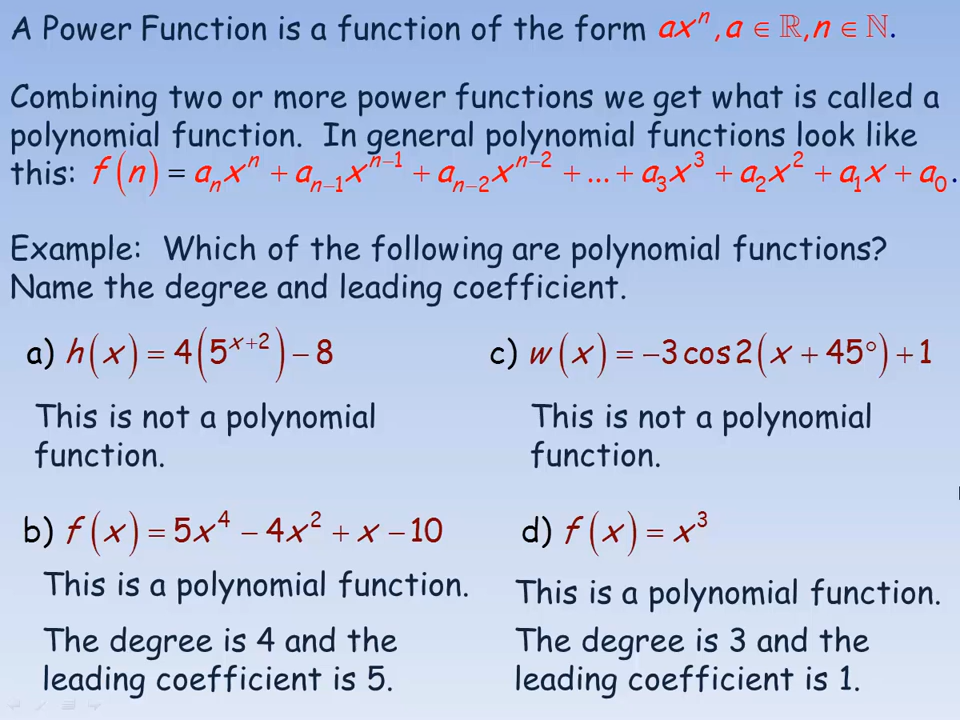 A Power Function is a function of the form axⁿ, a ∈ ℝ, n ∈ ℕ.
Combining two or more power functions we get what is called a
polynomial function. In general polynomial functions look like
this: f(n) = aₙxⁿ + aₙ₋₁xⁿ⁻¹ + aₙ₋₂xⁿ⁻² + ... + a₃x³ + a₂x² + a₁x + a₀.
Example: Which of the following are polynomial functions?
Name the degree and leading coefficient.
a) h(x) = 4(5ˣ⁺²) − 8
This is not a polynomial
function.
c) w(x) = −3cos2(x + 45°) + 1
This is not a polynomial
function.
b) f(x) = 5x⁴ − 4x² + x − 10
This is a polynomial function.
The degree is 4 and the
leading coefficient is 5.
d) f(x) = x³
This is a polynomial function.
The degree is 3 and the
leading coefficient is 1.